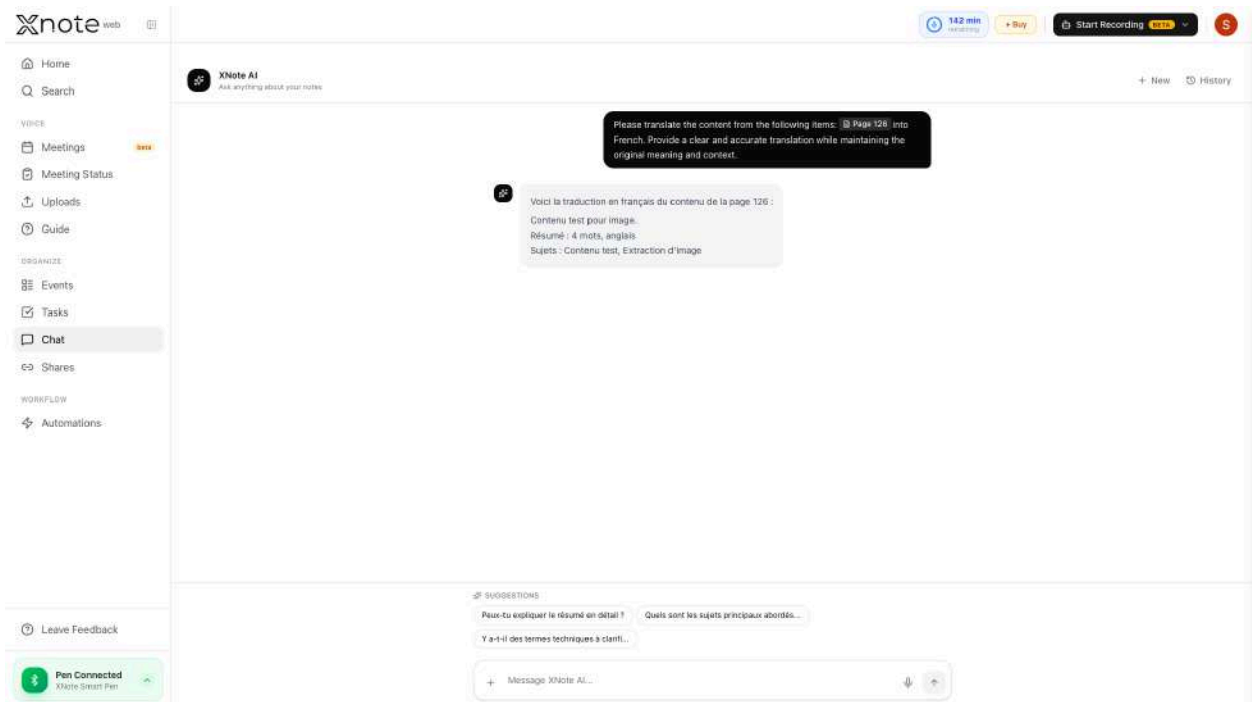 Xnote web
142 min
remaining
+ Buy
Start Recording BETA
S
Home
Search
VOICE
Meetings beta
Meeting Status
Uploads
Guide
ORGANIZE
Events
Tasks
Chat
Shares
WORKFLOW
Automations
Leave Feedback
Pen Connected
XNote Smart Pen
XNote AI
Ask anything about your notes
+ New
History
Please translate the content from the following items: Page 126 into
French. Provide a clear and accurate translation while maintaining the
original meaning and context.
Voici la traduction en français du contenu de la page 126 :
Contenu test pour image.
Résumé : 4 mots, anglais
Sujets : Contenu test, Extraction d'image
SUGGESTIONS
Peux-tu expliquer le résumé en détail ?
Quels sont les sujets principaux abordés...
Y a-t-il des termes techniques à clarifi...
+ Message XNote AI...